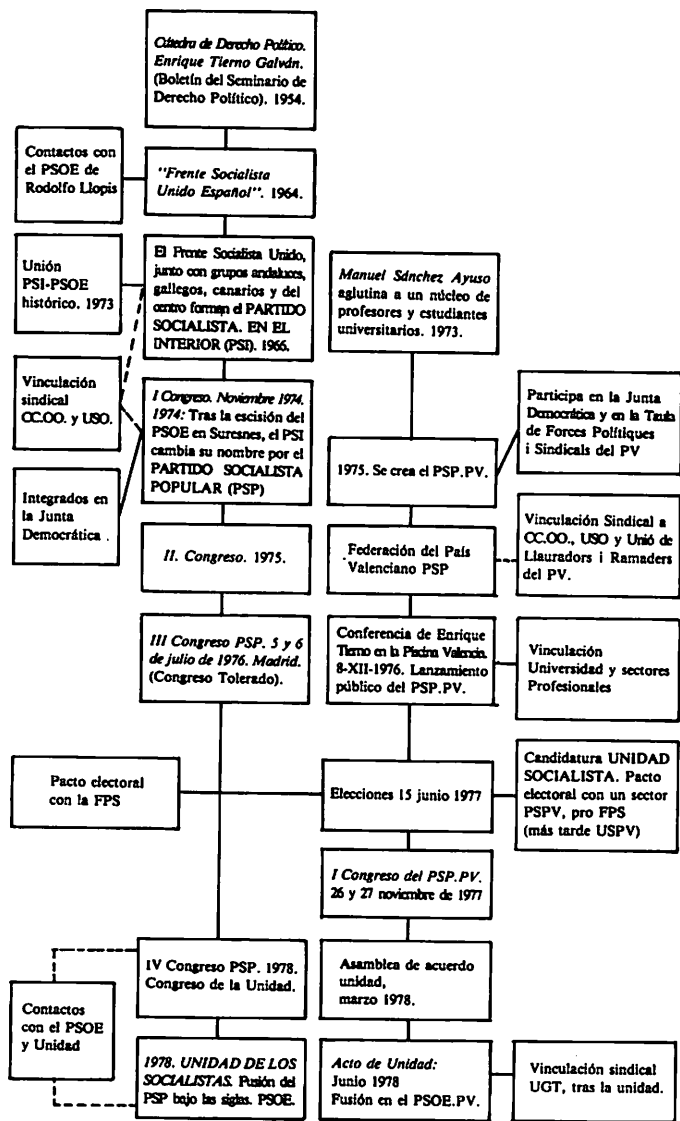 Cátedra de Derecho Político.
Enrique Tierno Galván.
(Boletín del Seminario de
Derecho Político). 1954.
Contactos con
el PSOE de
Rodolfo Llopis
"Frente Socialista
Unido Español". 1964.
Unión
PSI-PSOE
histórico. 1973
El Frente Socialista Unido,
junto con grupos andaluces,
gallegos, canarios y del
centro forman el PARTIDO
SOCIALISTA. EN EL
INTERIOR (PSI). 1966.
Manuel Sánchez Ayuso
aglutina a un núcleo de
profesores y estudiantes
universitarios. 1973.
Vinculación
sindical
CC.OO. y USO.
I Congreso. Noviembre 1974.
1974: Tras la escisión del
PSOE en Suresnes, el PSI
cambia su nombre por el
PARTIDO SOCIALISTA
POPULAR (PSP)
Participa en la Junta
Democrática y en la Taula
de Forces Polítiques
i Sindicals del PV
1975. Se crea el PSP.PV.
Integrados en
la Junta
Democrática .
II. Congreso. 1975.
Federación del País
Valenciano PSP
Vinculación Sindical a
CC.OO., USO y Unió de
Llauradors i Ramaders
del PV.
III Congreso PSP. 5 y 6
de julio de 1976. Madrid.
(Congreso Tolerado).
Conferencia de Enrique
Tierno en la Piscina Valencia.
8-XII-1976. Lanzamiento
público del PSP.PV.
Vinculación
Universidad y sectores
Profesionales
Pacto electoral
con la FPS
Elecciones 15 junio 1977
Candidatura UNIDAD
SOCIALISTA. Pacto
electoral con un sector
PSPV, pro FPS
(más tarde USPV)
I Congreso del PSP.PV.
26 y 27 noviembre de 1977
IV Congreso PSP. 1978.
Congreso de la Unidad.
Asamblea de acuerdo
unidad,
marzo 1978.
Contactos
con el PSOE
y Unidad
1978. UNIDAD DE LOS
SOCIALISTAS. Fusión del
PSP bajo las siglas. PSOE.
Acto de Unidad:
Junio 1978
Fusión en el PSOE.PV.
Vinculación sindical
UGT, tras la unidad.